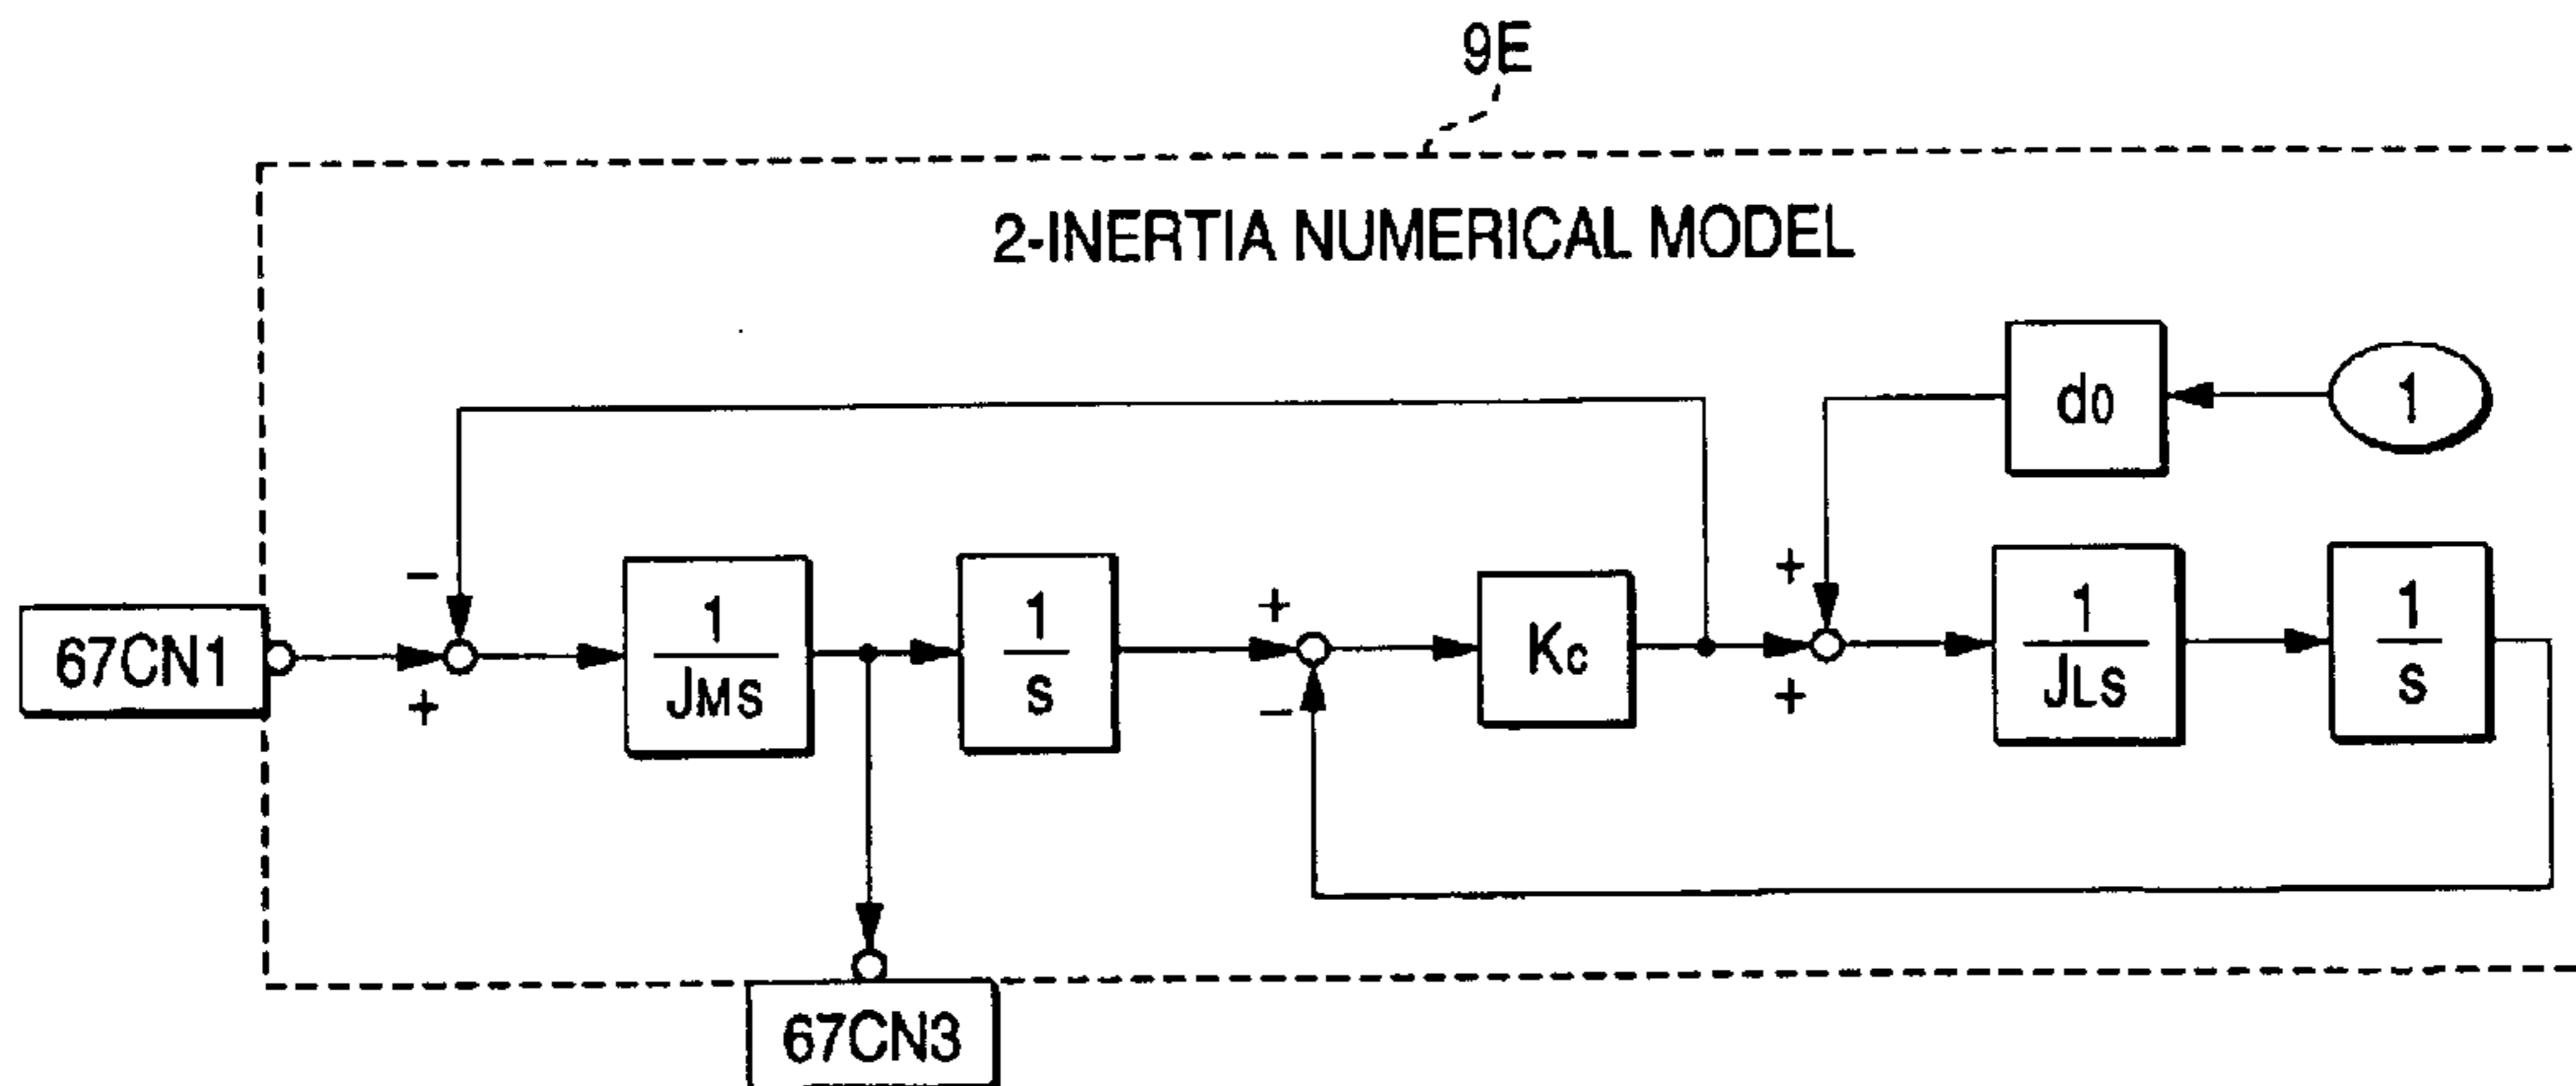 9E
2-INERTIA NUMERICAL MODEL
d0
1
−
+
+
−
+
+
67CN1
1
JMs
1
s
Kc
1
JLs
1
s
67CN3